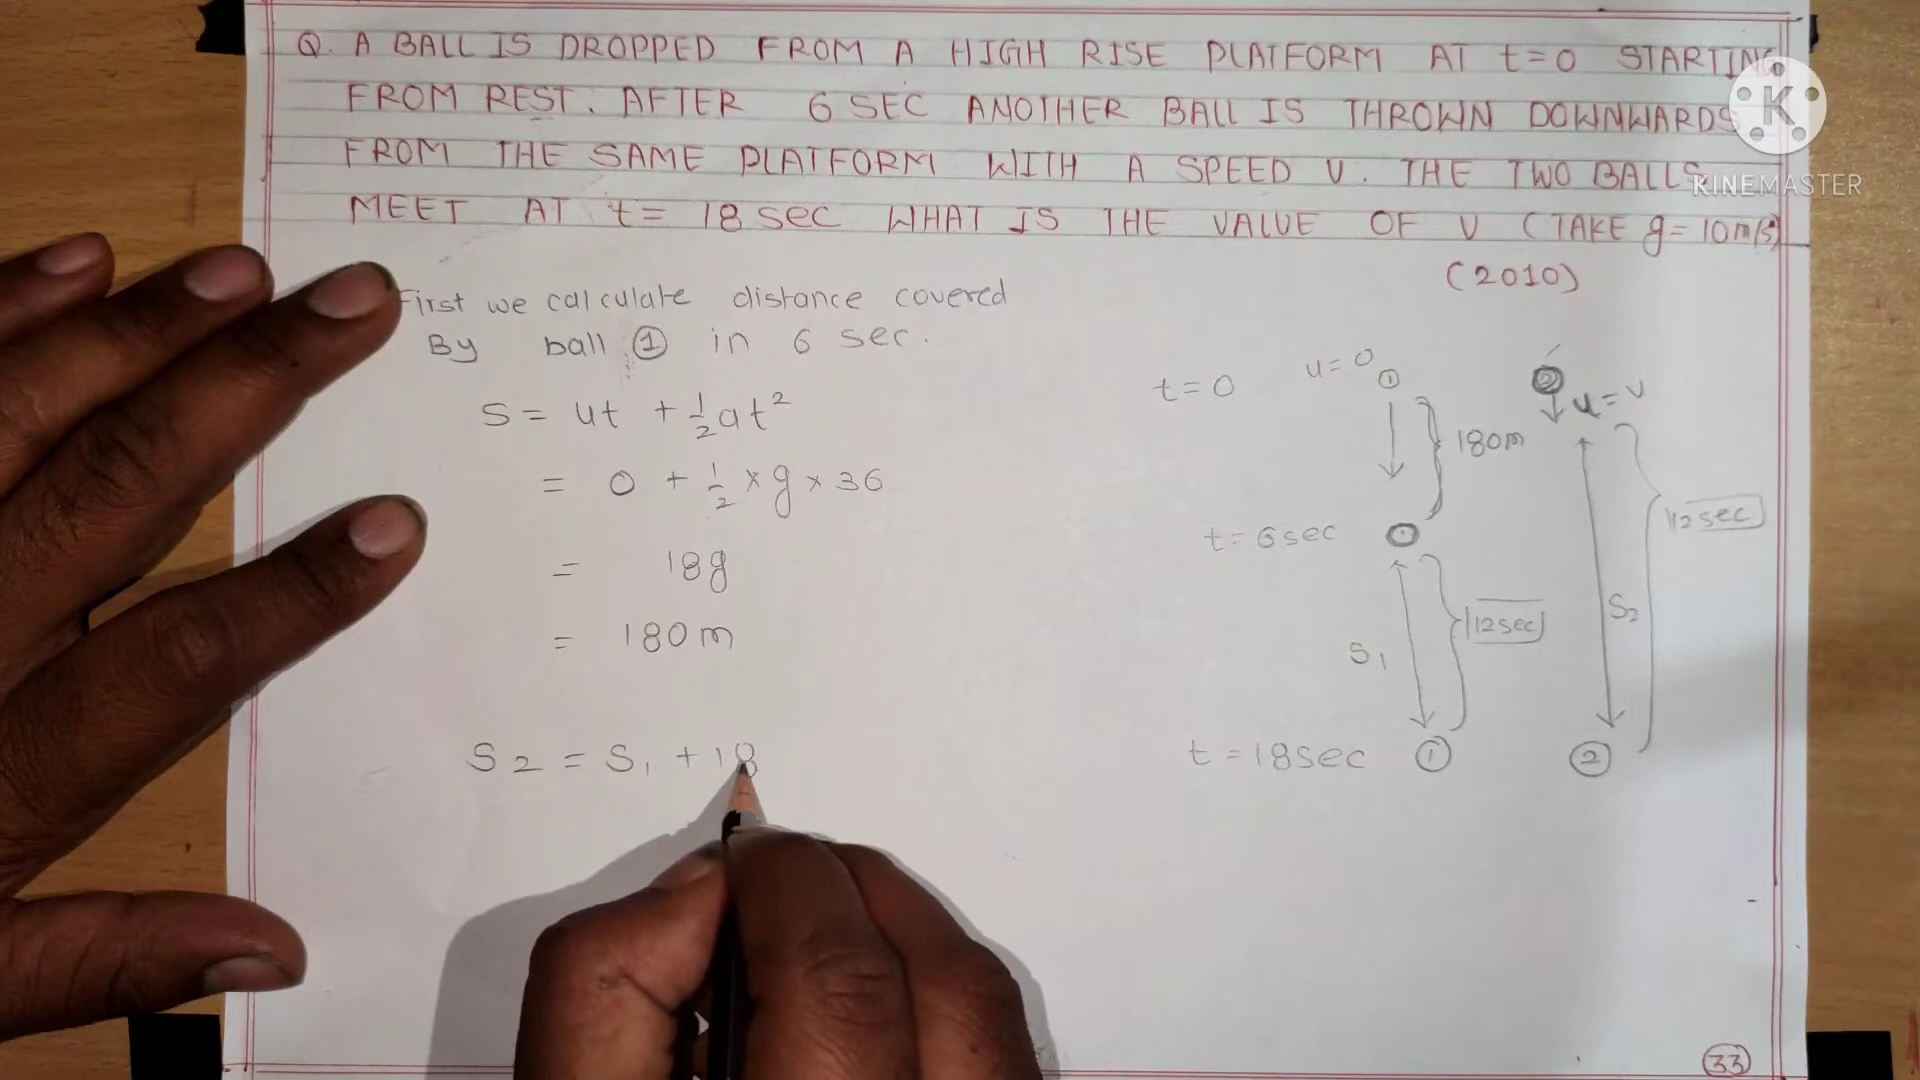 Q. A BALL IS DROPPED FROM A HIGH RISE PLATFORM AT t=0 STARTING
FROM REST. AFTER 6 SEC ANOTHER BALL IS THROWN DOWNWARDS
FROM THE SAME PLATFORM WITH A SPEED V. THE TWO BALLS
MEET AT t= 18 sec WHAT IS THE VALUE OF V (TAKE g= 10 m/s²)
(2010)
K
KINEMASTER
First we calculate distance covered
By ball ① in 6 sec.
S = ut + ½at²
= 0 + ½ × g × 36
= 18g
= 180 m
S₂ = S₁ + 18
t = 0
u = 0
①
②
u = v
180m
t = 6 sec
①
12 sec
S₁
12 sec
S₂
t = 18 sec
①
②
33